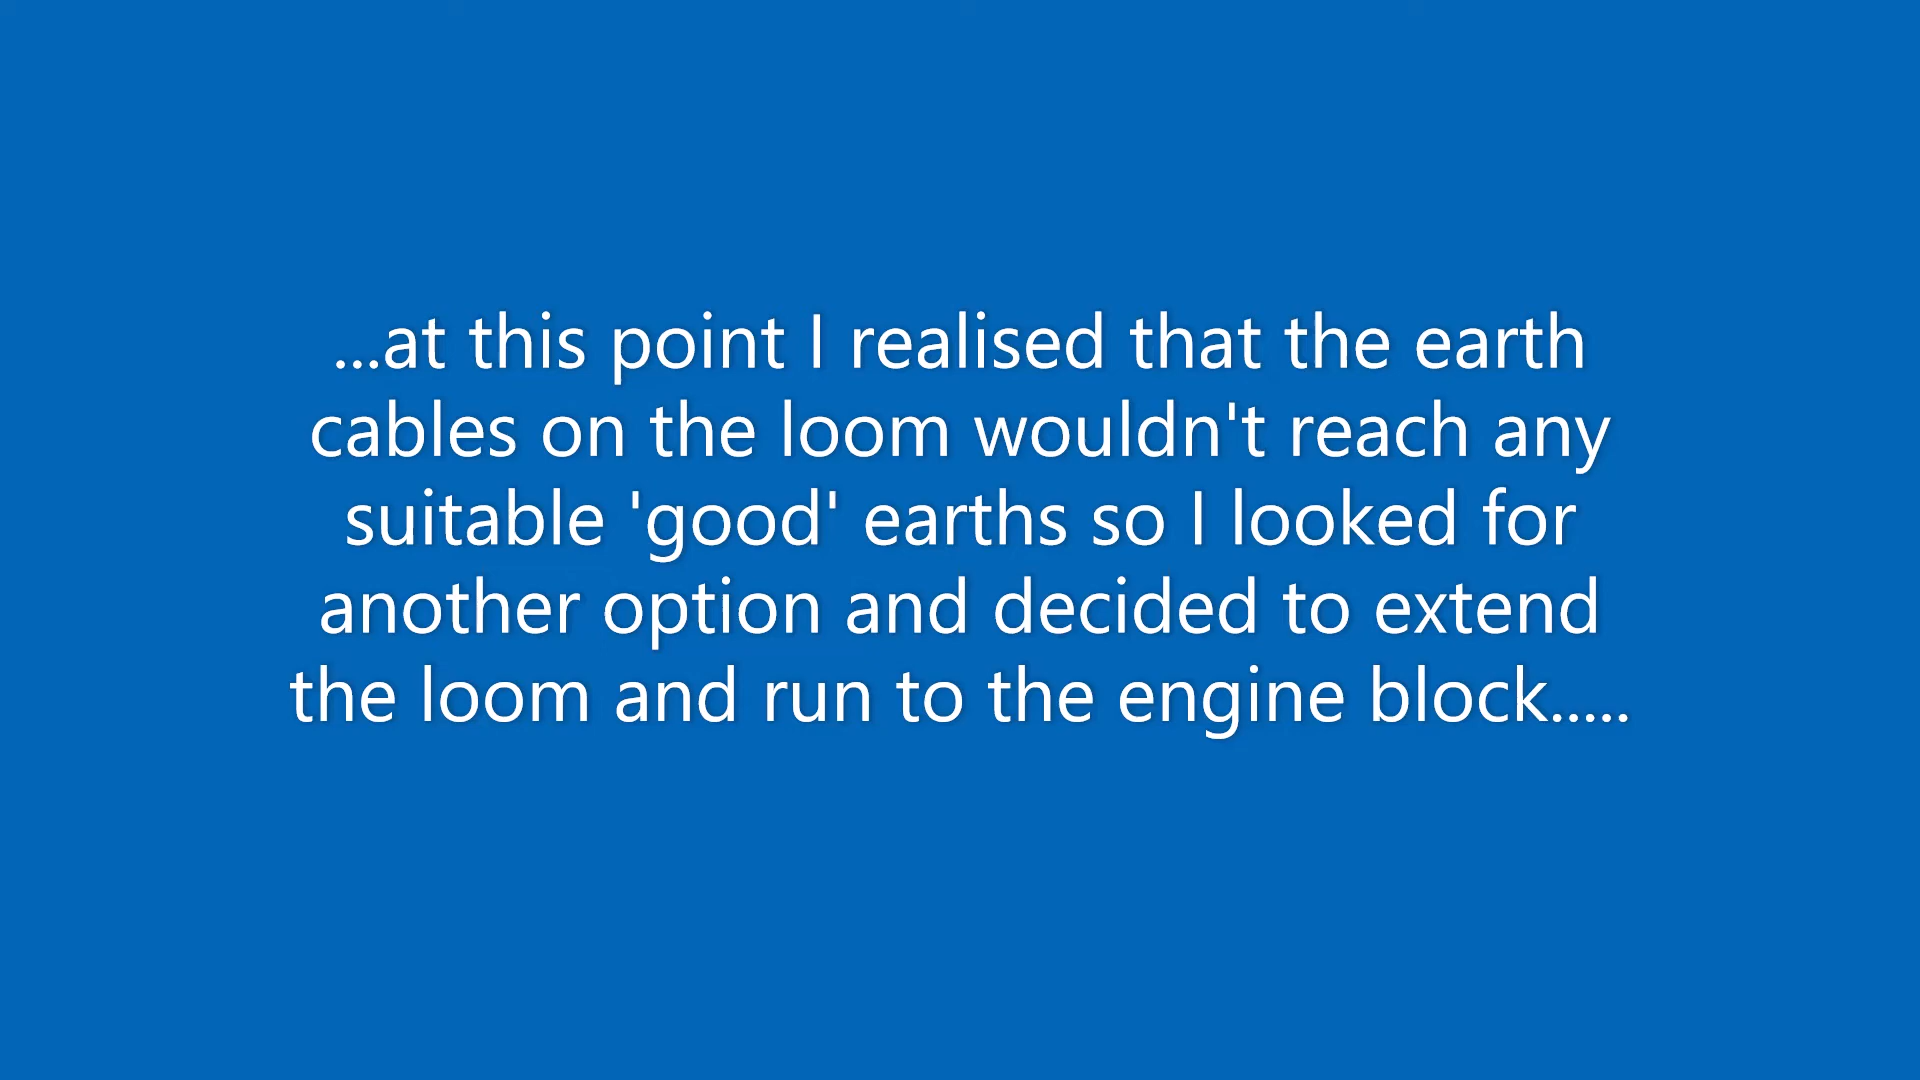 ...at this point I realised that the earth
cables on the loom wouldn't reach any
suitable 'good' earths so I looked for
another option and decided to extend
the loom and run to the engine block.....